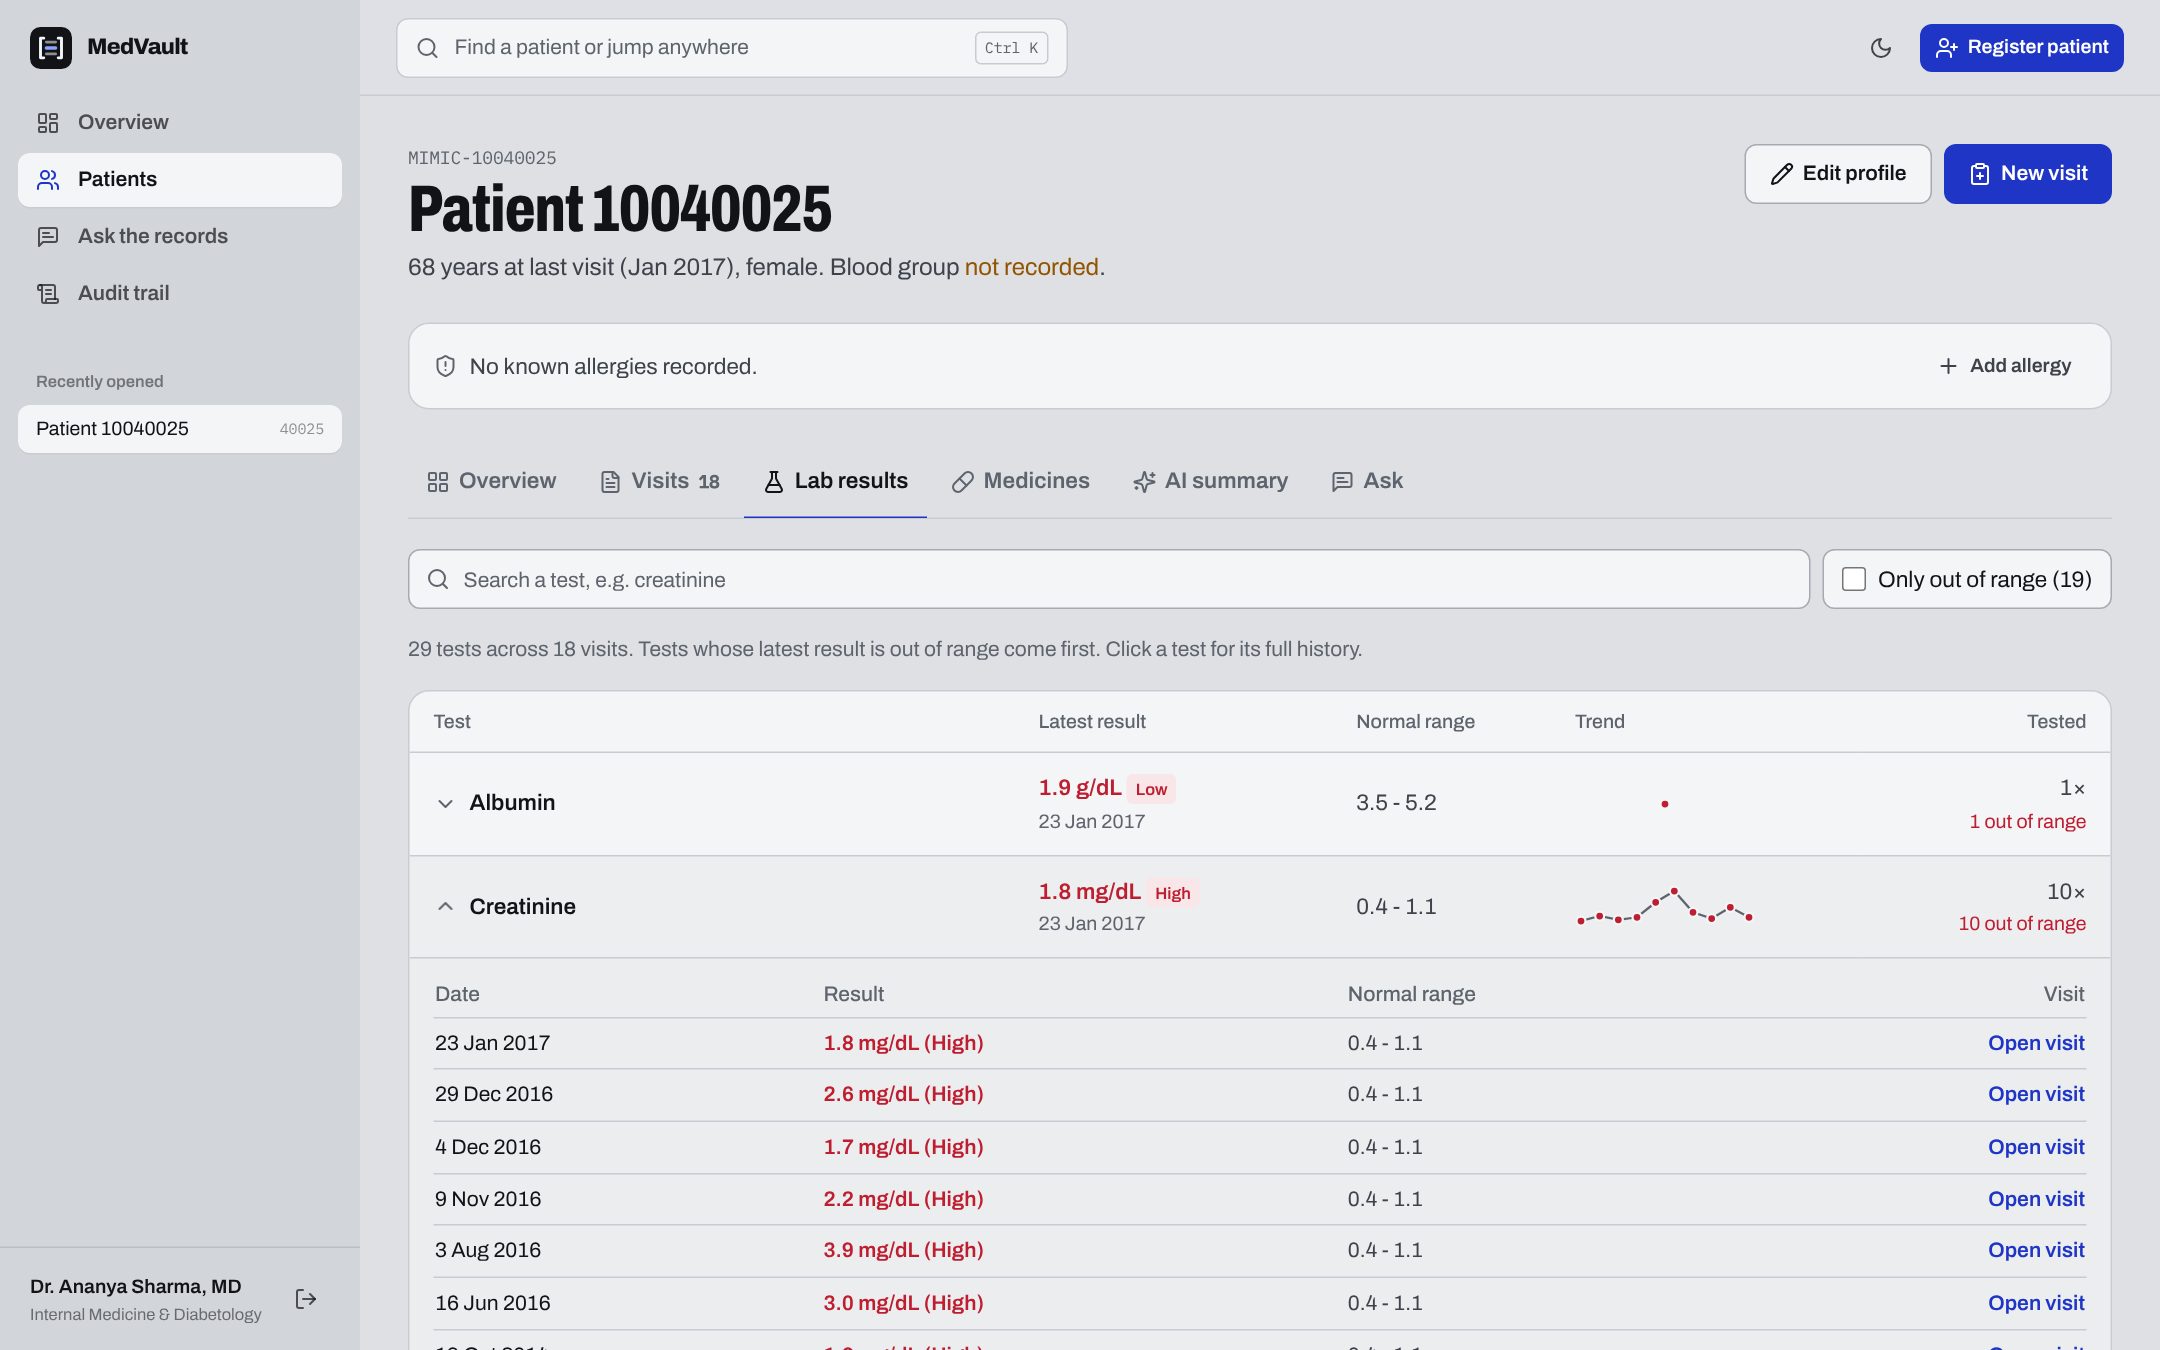 MedVault
Find a patient or jump anywhere
Ctrl K
Register patient
Overview
Patients
Ask the records
Audit trail
Recently opened
Patient 10040025 40025
MIMIC-10040025
Patient 10040025
68 years at last visit (Jan 2017), female. Blood group not recorded.
Edit profile
New visit
No known allergies recorded.
Add allergy
Overview Visits 18 Lab results Medicines AI summary Ask
Search a test, e.g. creatinine
Only out of range (19)
29 tests across 18 visits. Tests whose latest result is out of range come first. Click a test for its full history.
Test Latest result Normal range Trend Tested
Albumin 1.9 g/dL Low 3.5 - 5.2 1×
23 Jan 2017 1 out of range
Creatinine 1.8 mg/dL High 0.4 - 1.1 10×
23 Jan 2017 10 out of range
Date Result Normal range Visit
23 Jan 2017 1.8 mg/dL (High) 0.4 - 1.1 Open visit
29 Dec 2016 2.6 mg/dL (High) 0.4 - 1.1 Open visit
4 Dec 2016 1.7 mg/dL (High) 0.4 - 1.1 Open visit
9 Nov 2016 2.2 mg/dL (High) 0.4 - 1.1 Open visit
3 Aug 2016 3.9 mg/dL (High) 0.4 - 1.1 Open visit
16 Jun 2016 3.0 mg/dL (High) 0.4 - 1.1 Open visit
Dr. Ananya Sharma, MD
Internal Medicine & Diabetology